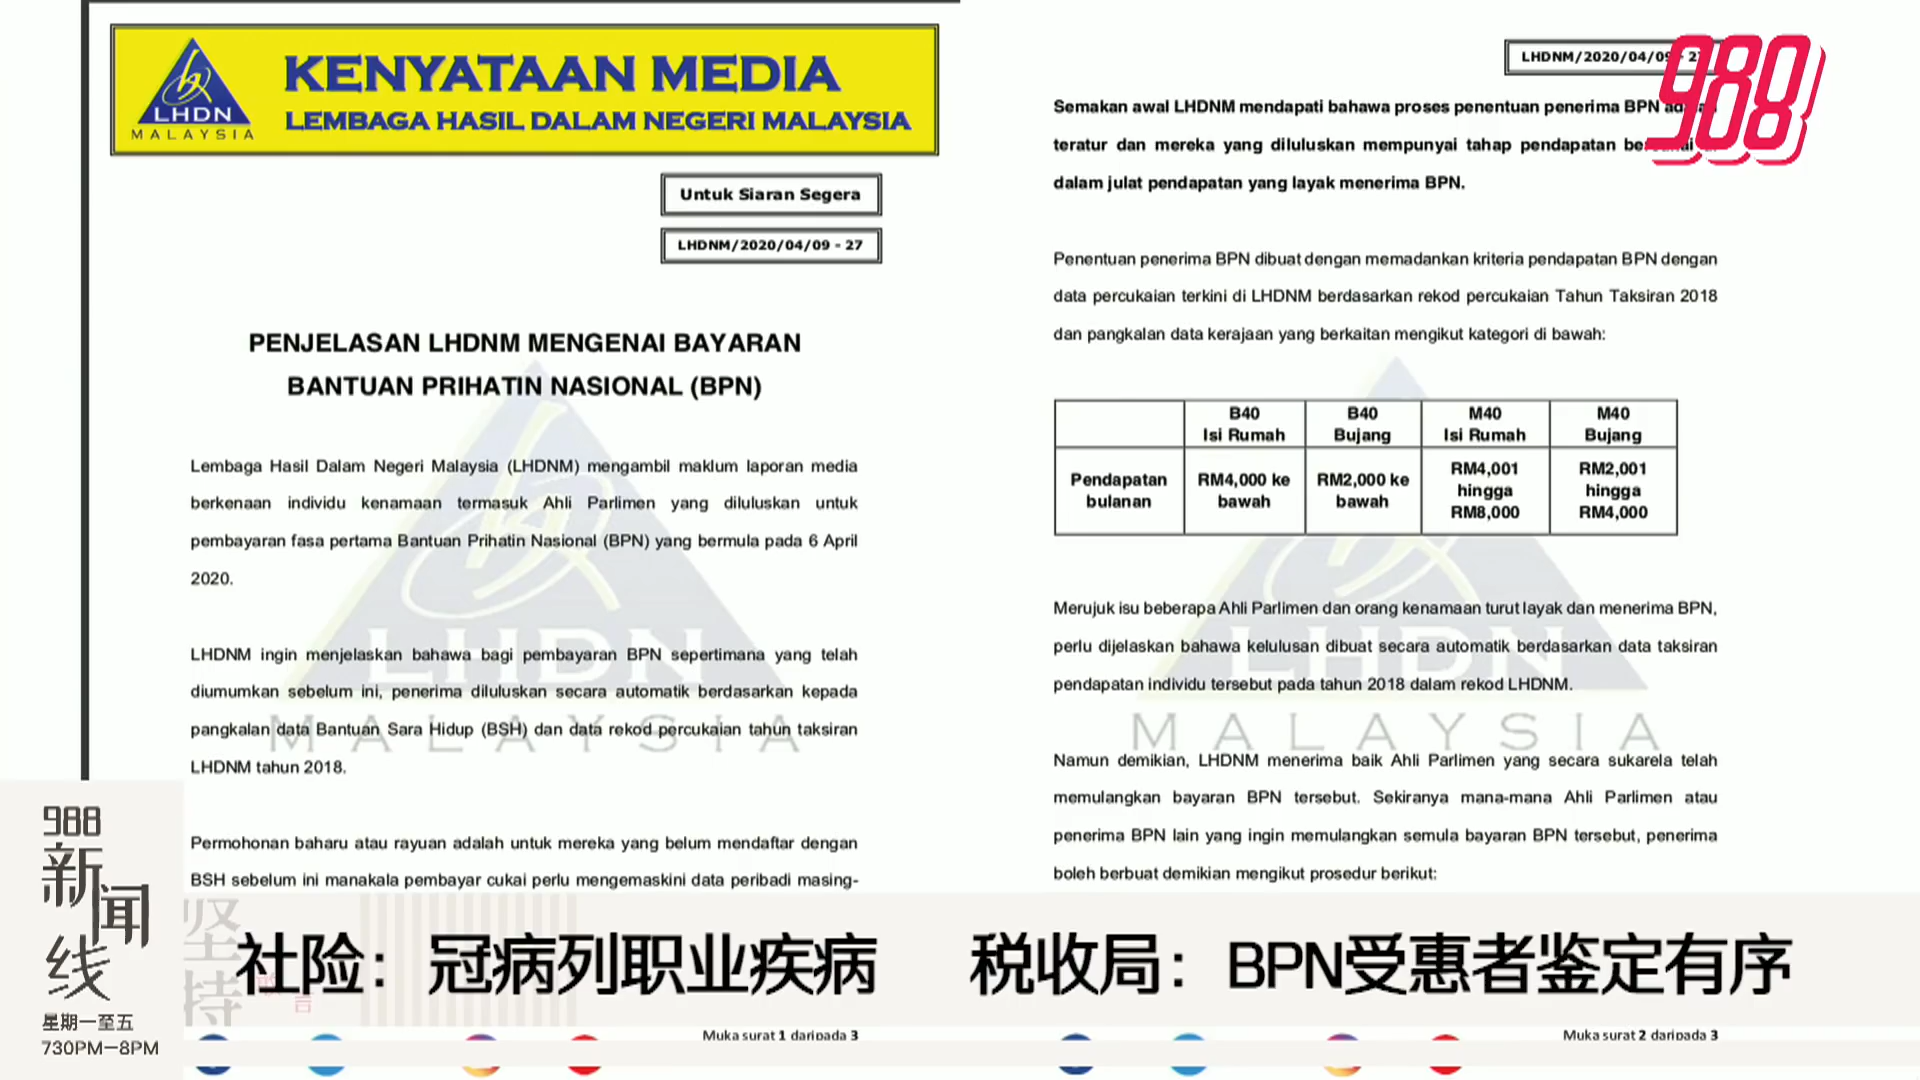 LHDN
MALAYSIA
KENYATAAN MEDIA
LEMBAGA HASIL DALAM NEGERI MALAYSIA
Untuk Siaran Segera
LHDNM/2020/04/09 - 27
PENJELASAN LHDNM MENGENAI BAYARAN
BANTUAN PRIHATIN NASIONAL (BPN)
Lembaga Hasil Dalam Negeri Malaysia (LHDNM) mengambil maklum laporan media
berkenaan individu kenamaan termasuk Ahli Parlimen yang diluluskan untuk
pembayaran fasa pertama Bantuan Prihatin Nasional (BPN) yang bermula pada 6 April
2020.
LHDNM ingin menjelaskan bahawa bagi pembayaran BPN sepertimana yang telah
diumumkan sebelum ini, penerima diluluskan secara automatik berdasarkan kepada
pangkalan data Bantuan Sara Hidup (BSH) dan data rekod percukaian tahun taksiran
LHDNM tahun 2018.
Permohonan baharu atau rayuan adalah untuk mereka yang belum mendaftar dengan
BSH sebelum ini manakala pembayar cukai perlu mengemaskini data peribadi masing-
LHDN
MALAYSIA
Muka surat 1 daripada 3
LHDNM/2020/04/09 - 27
988
Semakan awal LHDNM mendapati bahawa proses penentuan penerima BPN
teratur dan mereka yang diluluskan mempunyai tahap pendapatan
dalam julat pendapatan yang layak menerima BPN.
Penentuan penerima BPN dibuat dengan memadankan kriteria pendapatan BPN dengan
data percukaian terkini di LHDNM berdasarkan rekod percukaian Tahun Taksiran 2018
dan pangkalan data kerajaan yang berkaitan mengikut kategori di bawah:
B40 Isi Rumah
B40 Bujang
M40 Isi Rumah
M40 Bujang
Pendapatan bulanan
RM4,000 ke bawah
RM2,000 ke bawah
RM4,001 hingga RM8,000
RM2,001 hingga RM4,000
Merujuk isu beberapa Ahli Parlimen dan orang kenamaan turut layak dan menerima BPN,
perlu dijelaskan bahawa kelulusan dibuat secara automatik berdasarkan data taksiran
pendapatan individu tersebut pada tahun 2018 dalam rekod LHDNM.
Namun demikian, LHDNM menerima baik Ahli Parlimen yang secara sukarela telah
memulangkan bayaran BPN tersebut. Sekiranya mana-mana Ahli Parlimen atau
penerima BPN lain yang ingin memulangkan semula bayaran BPN tersebut, penerima
boleh berbuat demikian mengikut prosedur berikut:
LHDN
MALAYSIA
Muka surat 2 daripada 3
988
新闻线
星期一至五
730PM—8PM
坚持
社险：冠病列职业疾病
税收局：BPN受惠者鉴定有序